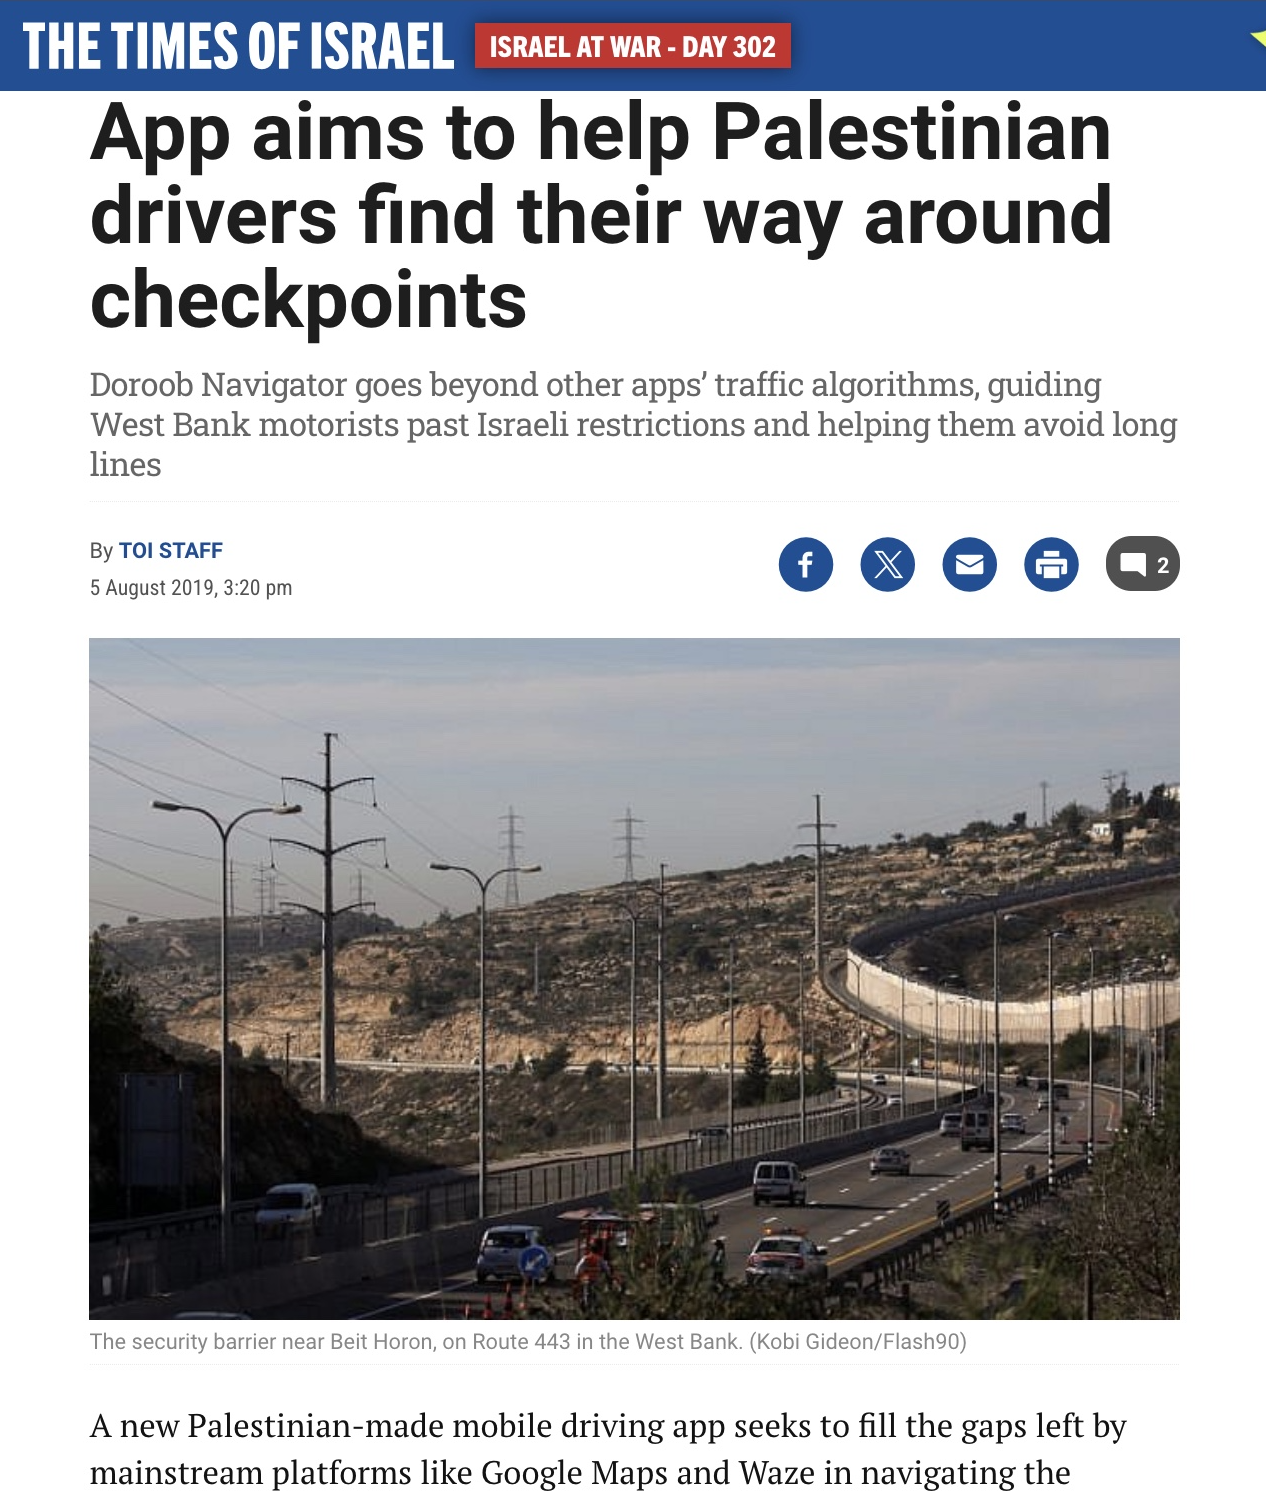 THE TIMES OF ISRAEL
ISRAEL AT WAR - DAY 302
App aims to help Palestinian
drivers find their way around
checkpoints
Doroob Navigator goes beyond other apps’ traffic algorithms, guiding
West Bank motorists past Israeli restrictions and helping them avoid long
lines
By TOI STAFF
5 August 2019, 3:20 pm
2
The security barrier near Beit Horon, on Route 443 in the West Bank. (Kobi Gideon/Flash90)
A new Palestinian-made mobile driving app seeks to fill the gaps left by
mainstream platforms like Google Maps and Waze in navigating the